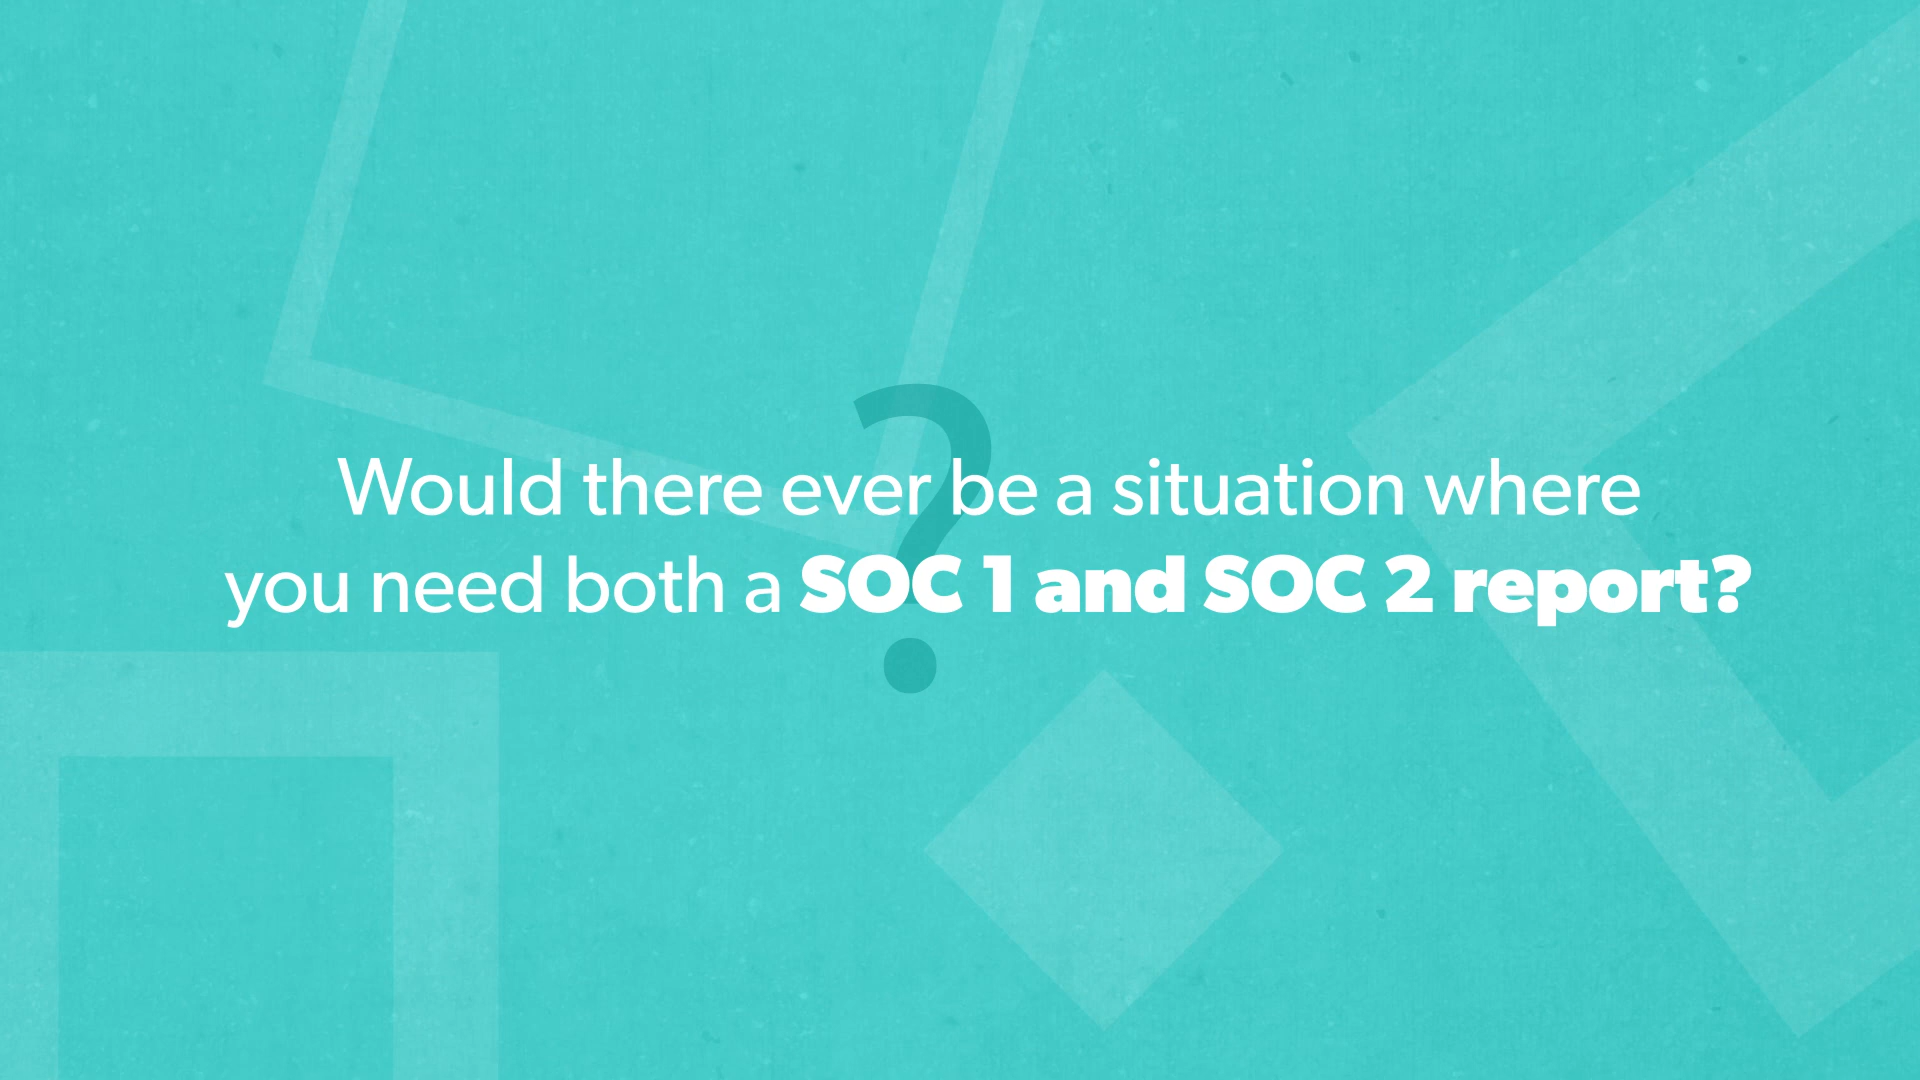 Would there ever be a situation where
you need both a SOC 1 and SOC 2 report?